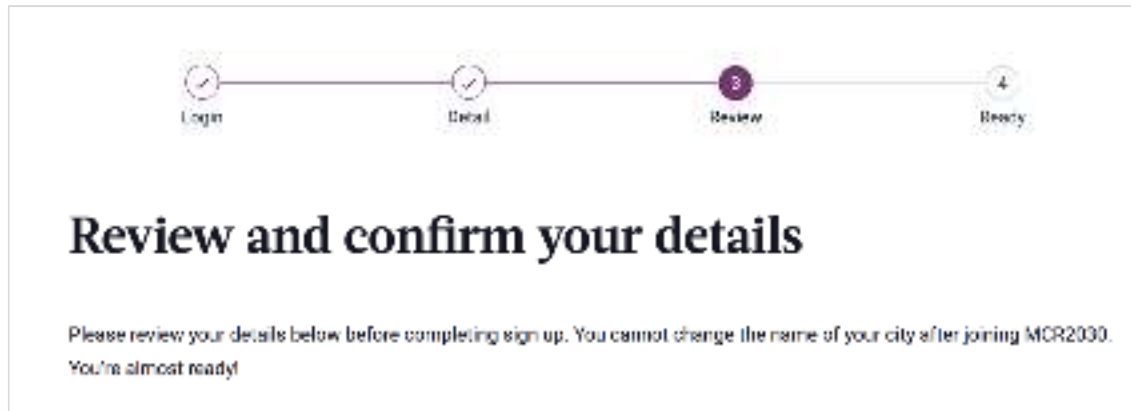 Login
Detail
3
Review
4
Ready
Review and confirm your details
Please review your details below before completing sign up. You cannot change the name of your city after joining MCR2030.
You're almost ready!